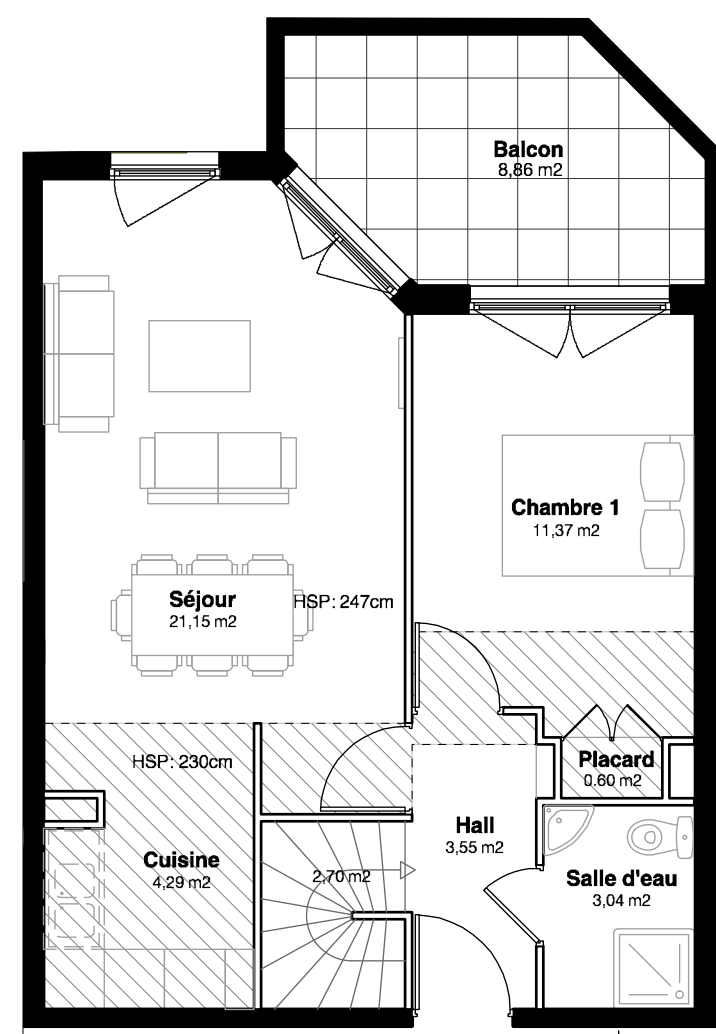 Balcon
8,86 m2
Chambre 1
11,37 m2
Séjour
21,15 m2
HSP: 247cm
HSP: 230cm
Placard
0.60 m2
Hall
3,55 m2
Cuisine
4,29 m2
2,70 m2
Salle d'eau
3,04 m2